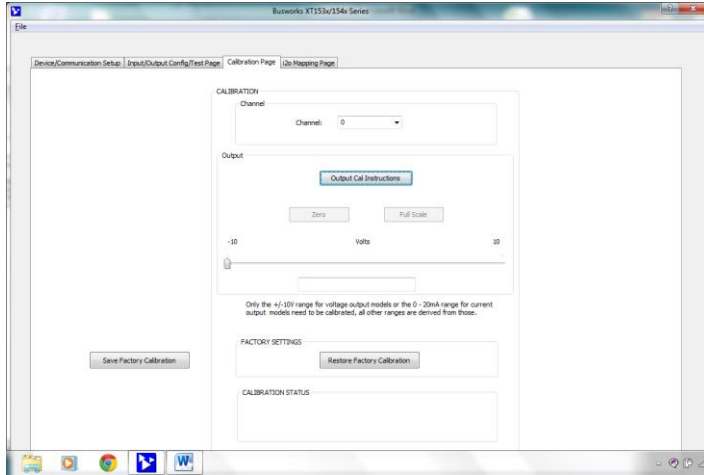 Busworks XT153x/154x Series
File
Device/Communication Setup Input/Output Config/Test Page Calibration Page i2o Mapping Page
CALIBRATION
Channel
Channel: 0
Output
Output Cal Instructions
Zero Full Scale
-10 Volts 10
Only the +/-10V range for voltage output models or the 0 - 20mA range for current
output models need to be calibrated, all other ranges are derived from those.
FACTORY SETTINGS
Save Factory Calibration Restore Factory Calibration
CALIBRATION STATUS